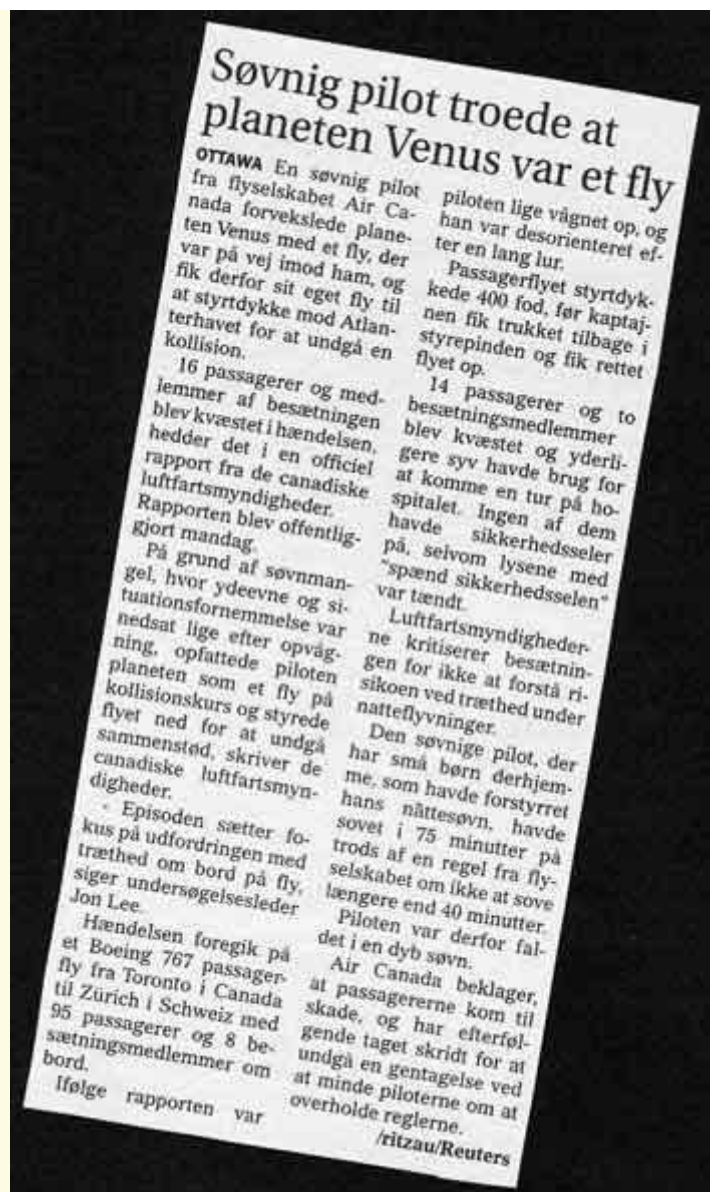 Søvnig pilot troede at
planeten Venus var et fly
OTTAWA En søvnig pilot
fra flyselskabet Air Ca-
nada forvekslede plane-
ten Venus med et fly, der
var på vej imod ham, og
fik derfor sit eget fly til
at styrtdykke mod Atlan-
terhavet for at undgå en
kollision.
16 passagerer og med-
lemmer af besætningen
blev kvæstet i hændelsen,
hedder det i en officiel
rapport fra de canadiske
luftfartsmyndigheder.
Rapporten blev offentlig-
gjort mandag.
På grund af søvnman-
gel, hvor ydeevne og si-
tuationsfornemmelse var
nedsat lige efter opvåg-
ning, opfattede piloten
planeten som et fly på
kollisionskurs og styrede
flyet ned for at undgå
sammenstød, skriver de
canadiske luftfartsmyn-
digheder.
- Episoden sætter fo-
kus på udfordringen med
træthed om bord på fly,
siger undersøgelsesleder
Jon Lee.
Hændelsen foregik på
et Boeing 767 passager-
fly fra Toronto i Canada
til Zürich i Schweiz med
95 passagerer og 8 be-
sætningsmedlemmer om
bord.
Ifølge rapporten var
piloten lige vågnet op, og
han var desorienteret ef-
ter en lang lur.
Passagerflyet styrtdyk-
kede 400 fod, før kaptaj-
nen fik trukket tilbage i
styrepinden og fik rettet
flyet op.
14 passagerer og to
besætningsmedlemmer
blev kvæstet og yderli-
gere syv havde brug for
at komme en tur på ho-
spitalet. Ingen af dem
havde sikkerhedsseler
på, selvom lysene med
"spænd sikkerhedsselen"
var tændt.
Luftfartsmyndigheder-
ne kritiserer besætnin-
gen for ikke at forstå ri-
sikoen ved træthed under
natteflyvninger.
Den søvnige pilot, der
har små børn derhjem-
me, som havde forstyrret
hans nattesøvn, havde
sovet i 75 minutter på
trods af en regel fra fly-
selskabet om ikke at sove
længere end 40 minutter.
Piloten var derfor fal-
det i en dyb søvn.
Air Canada beklager,
at passagererne kom til
skade, og har efterføl-
gende taget skridt for at
undgå en gentagelse ved
at minde piloterne om at
overholde reglerne.
/ritzau/Reuters